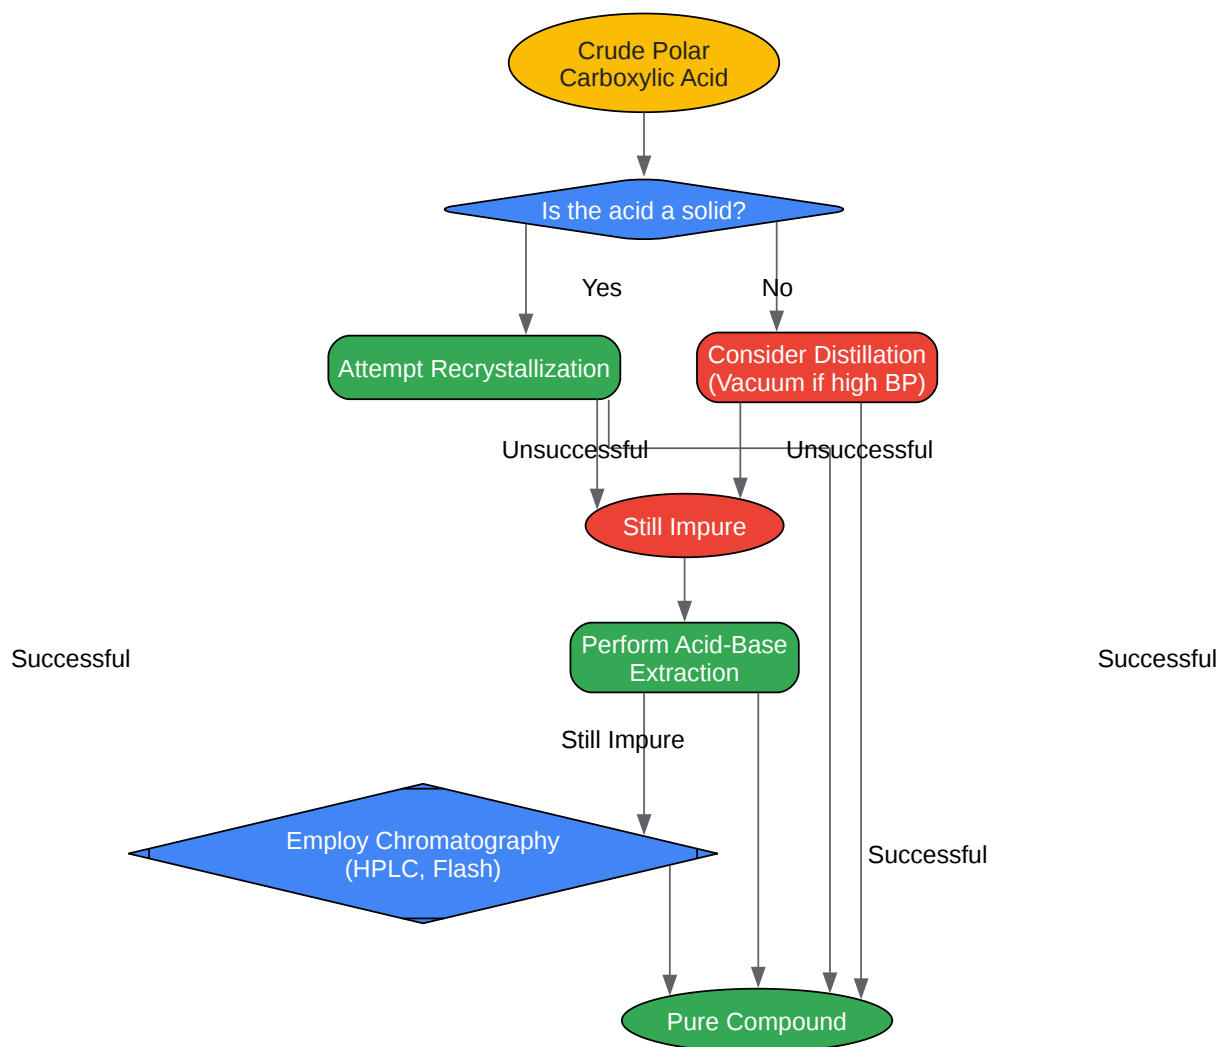 Crude Polar
Carboxylic Acid
Is the acid a solid?
Yes
No
Attempt Recrystallization
Consider Distillation
(Vacuum if high BP)
Unsuccessful
Unsuccessful
Still Impure
Perform Acid-Base
Extraction
Successful
Successful
Still Impure
Employ Chromatography
(HPLC, Flash)
Successful
Pure Compound